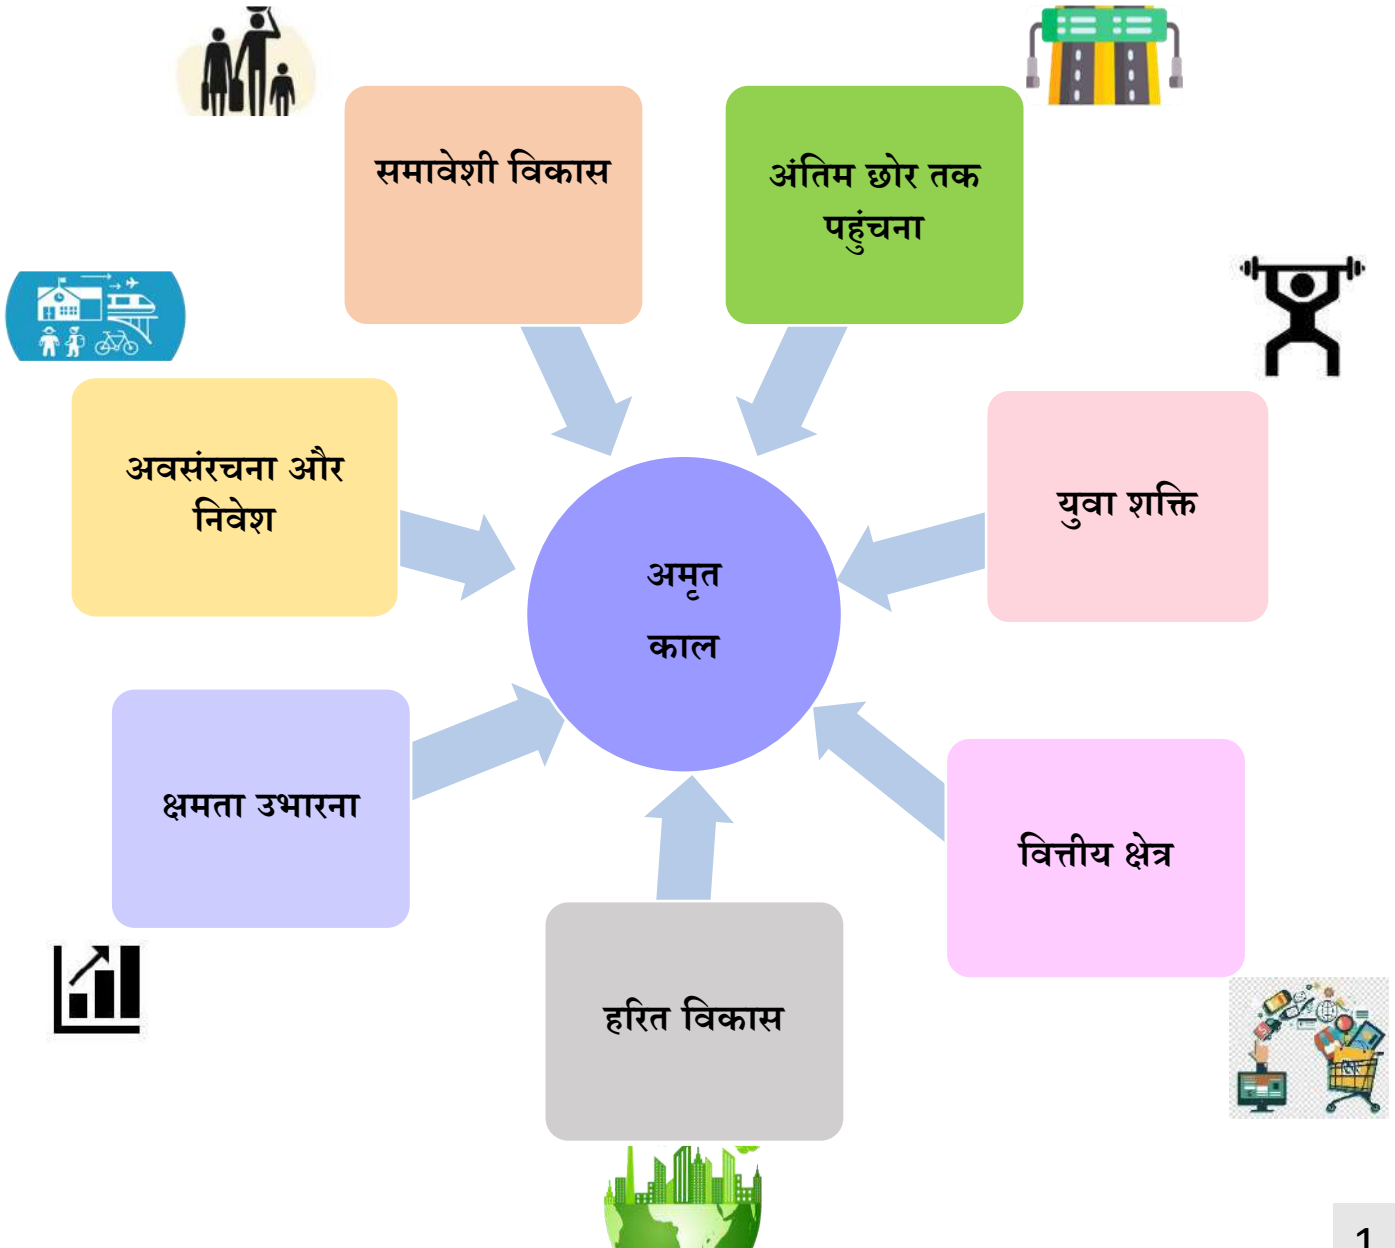 समावेशी विकास
अंतिम छोर तक
पहुंचना
अवसंरचना और
निवेश
युवा शक्ति
अमृत
काल
क्षमता उभारना
वित्तीय क्षेत्र
हरित विकास
1